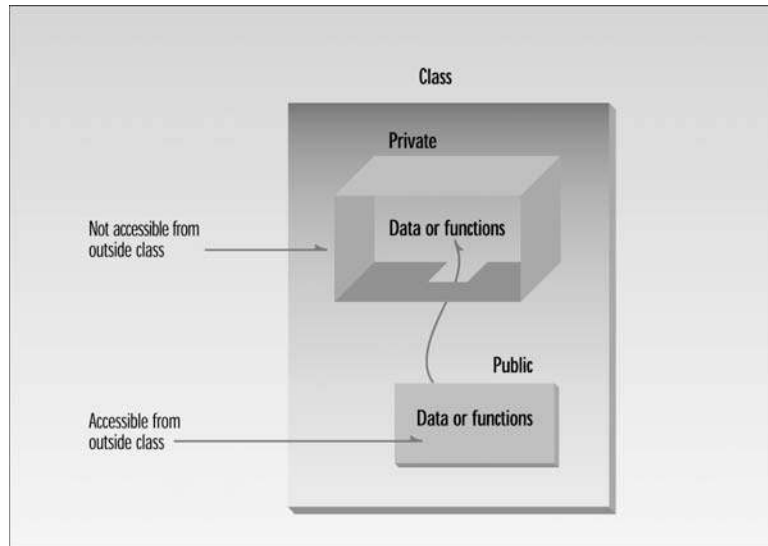 Class
Private
Data or functions
Not accessible from
outside class
Public
Data or functions
Accessible from
outside class